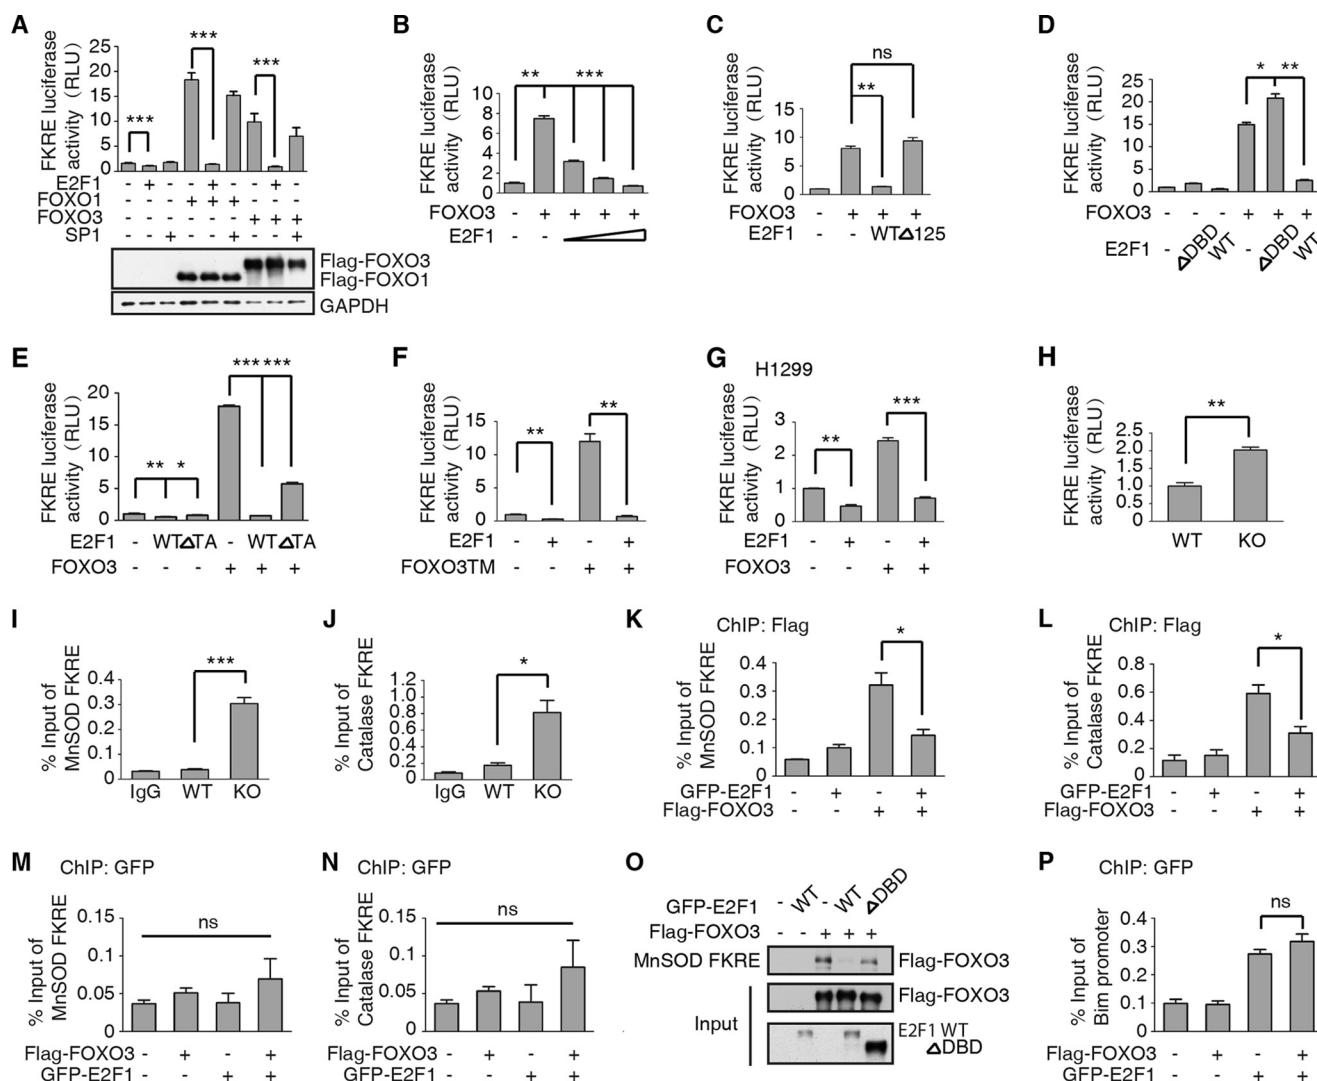 A
FKRE luciferase
activity (RLU)
25
20
15
10
5
0
***
***
***
E2F1 - + - - + - - + -
FOXO1 - - - + + + - - -
FOXO3 - - - - - - + + +
SP1 - - + - - + - - +
Flag-FOXO3
Flag-FOXO1
GAPDH
B
FKRE luciferase
activity (RLU)
10
8
6
4
2
0
** ***
FOXO3 - + + + +
E2F1 - -
C
FKRE luciferase
activity (RLU)
15
10
5
0
ns
**
FOXO3 - + + +
E2F1 - - WT Δ125
D
FKRE luciferase
activity (RLU)
25
20
15
10
5
0
* **
FOXO3 - - - + + +
E2F1 - ΔDBD WT - ΔDBD WT
E
FKRE luciferase
activity (RLU)
20
15
10
5
0
** *
*** ***
E2F1 - WT ΔTA - WT ΔTA
FOXO3 - - - + + +
F
FKRE luciferase
activity (RLU)
15
10
5
0
**
**
E2F1 - + - +
FOXO3TM - - + +
G
H1299
FKRE luciferase
activity (RLU)
3
2
1
0
**
***
E2F1 - + - +
FOXO3 - - + +
H
FKRE luciferase
activity (RLU)
2.5
2.0
1.5
1.0
0.5
0
**
WT KO
I
% Input of
MnSOD FKRE
0.4
0.3
0.2
0.1
0
***
IgG WT KO
J
% Input of
Catalase FKRE
1.2
1.0
0.8
0.6
0.4
0.2
0
*
IgG WT KO
K
ChIP: Flag
% Input of
MnSOD FKRE
0.4
0.3
0.2
0.1
0
*
GFP-E2F1 - + - +
Flag-FOXO3 - - + +
L
ChIP: Flag
% Input of
Catalase FKRE
0.8
0.6
0.4
0.2
0
*
GFP-E2F1 - + - +
Flag-FOXO3 - - + +
M
ChIP: GFP
% Input of
MnSOD FKRE
0.15
0.1
0.05
0
ns
Flag-FOXO3 - + - +
GFP-E2F1 - - + +
N
ChIP: GFP
% Input of
Catalase FKRE
0.15
0.1
0.05
0
ns
Flag-FOXO3 - + - +
GFP-E2F1 - - + +
O
GFP-E2F1 - WT - WT ΔDBD
Flag-FOXO3 - - + + +
MnSOD FKRE
Flag-FOXO3
Input
Flag-FOXO3
E2F1 WT
ΔDBD
P
ChIP: GFP
% Input of
Bim promoter
0.4
0.3
0.2
0.1
0
ns
Flag-FOXO3 - + - +
GFP-E2F1 - - + +